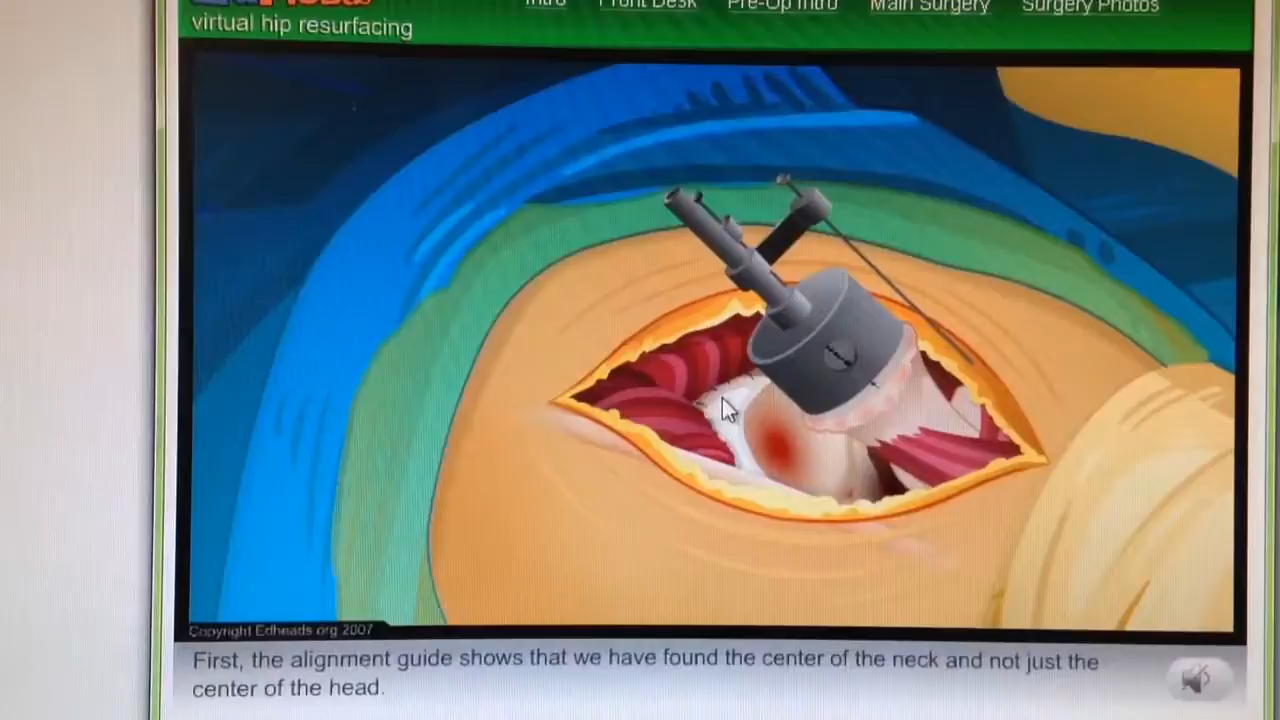 Intro Front Desk Pre-Op Intro Main Surgery Surgery Photos
virtual hip resurfacing
Copyright Edheads.org 2007
First, the alignment guide shows that we have found the center of the neck and not just the
center of the head.